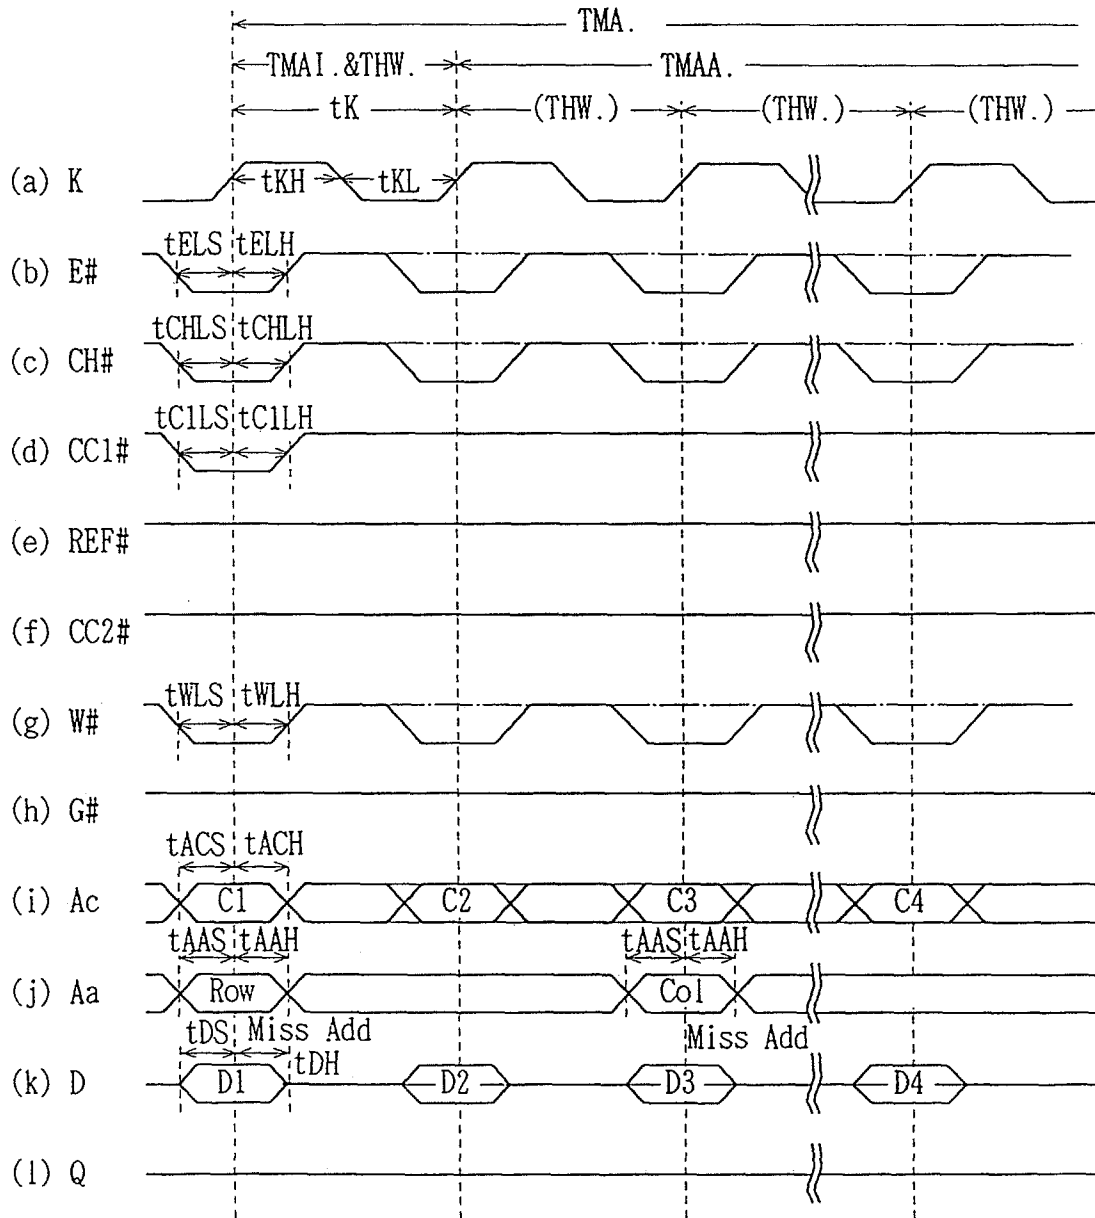 TMA.
TMAI.&THW. TMAA.
tK (THW.) (THW.) (THW.)
(a) K tKH tKL
tELS tELH
(b) E#
tCHLS tCHLH
(c) CH#
tC1LS tC1LH
(d) CC1#
(e) REF#
(f) CC2#
tWLS tWLH
(g) W#
(h) G#
tACS tACH
(i) Ac C1 C2 C3 C4
tAAS tAAH tAAS tAAH
(j) Aa Row Col
tDS Miss Add Miss Add
tDH
(k) D D1 D2 D3 D4
(l) Q